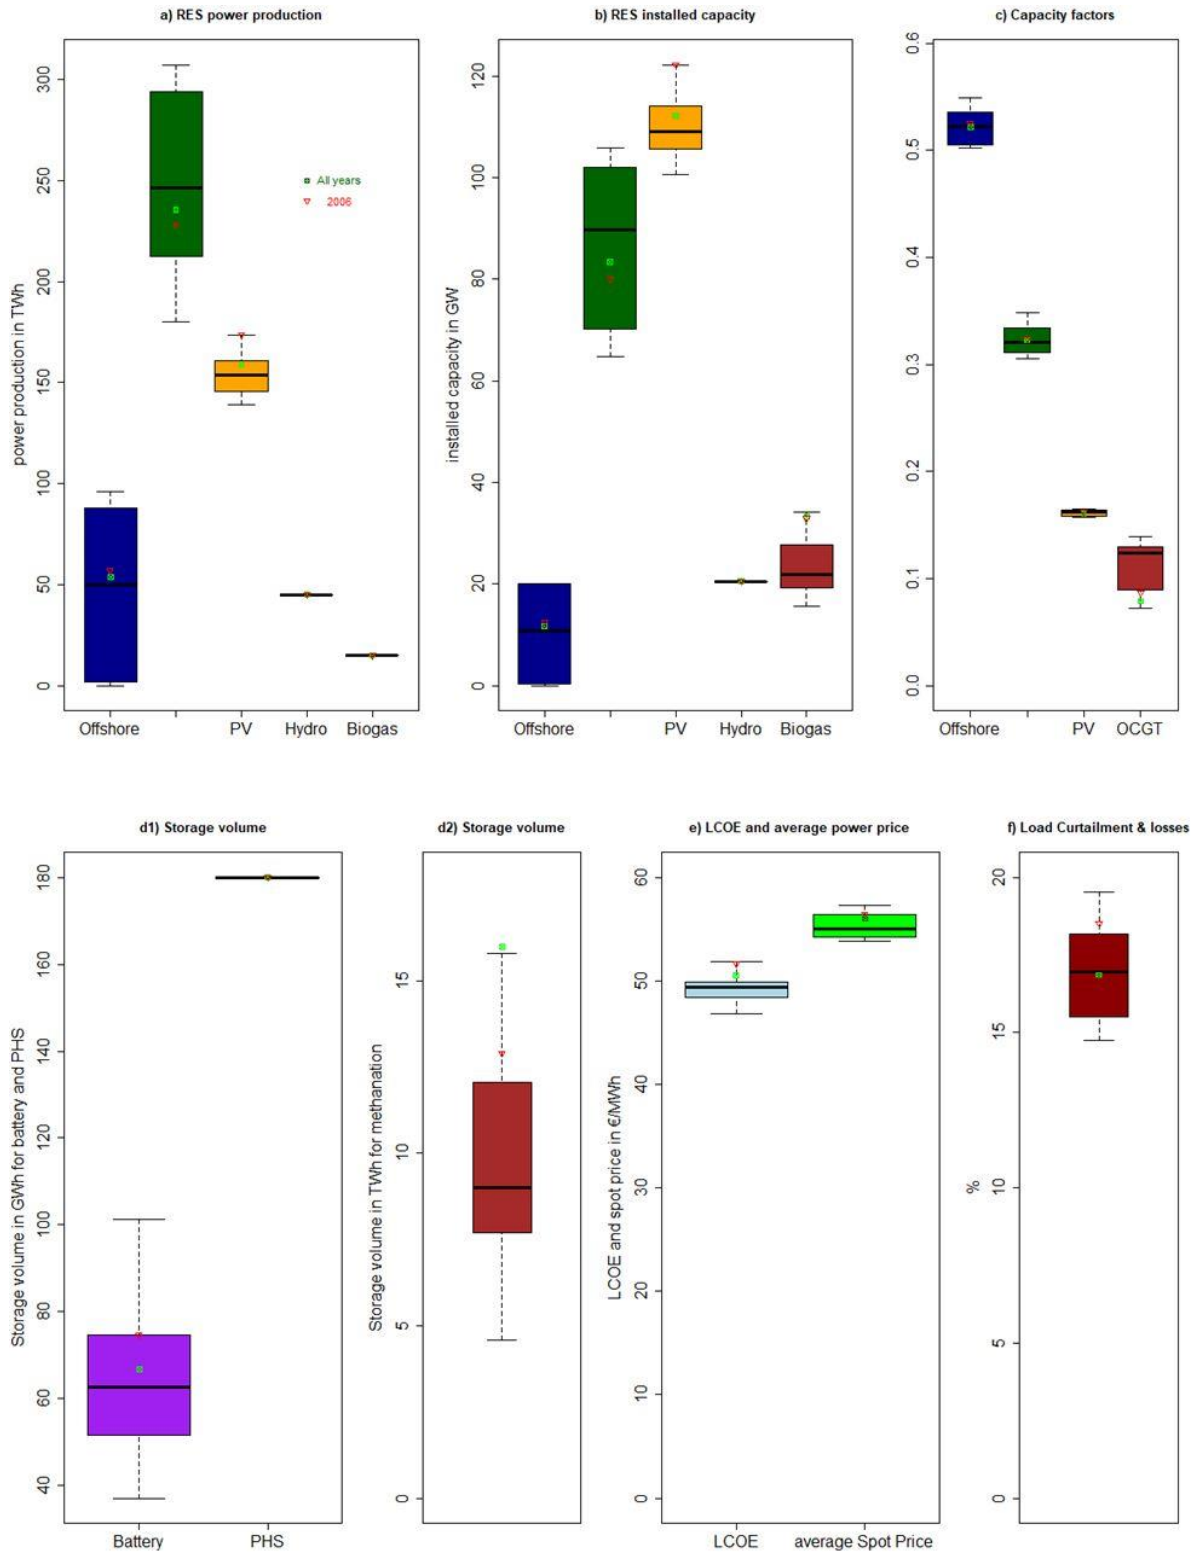 a) RES power production
power production in TWh
300
250
200
150
100
50
0
All years
2006
Offshore PV Hydro Biogas
b) RES installed capacity
installed capacity in GW
120
100
80
60
40
20
0
Offshore PV Hydro Biogas
c) Capacity factors
0.6
0.5
0.4
0.3
0.2
0.1
0.0
Offshore PV OCGT
d1) Storage volume
Storage volume in GWh for battery and PHS
180
160
140
120
100
80
60
40
Battery PHS
d2) Storage volume
Storage volume in TWh for methanation
15
10
5
0
e) LCOE and average power price
LCOE and spot price in €/MWh
60
50
40
30
20
10
0
LCOE average Spot Price
f) Load Curtailment & losses
%
20
15
10
5
0